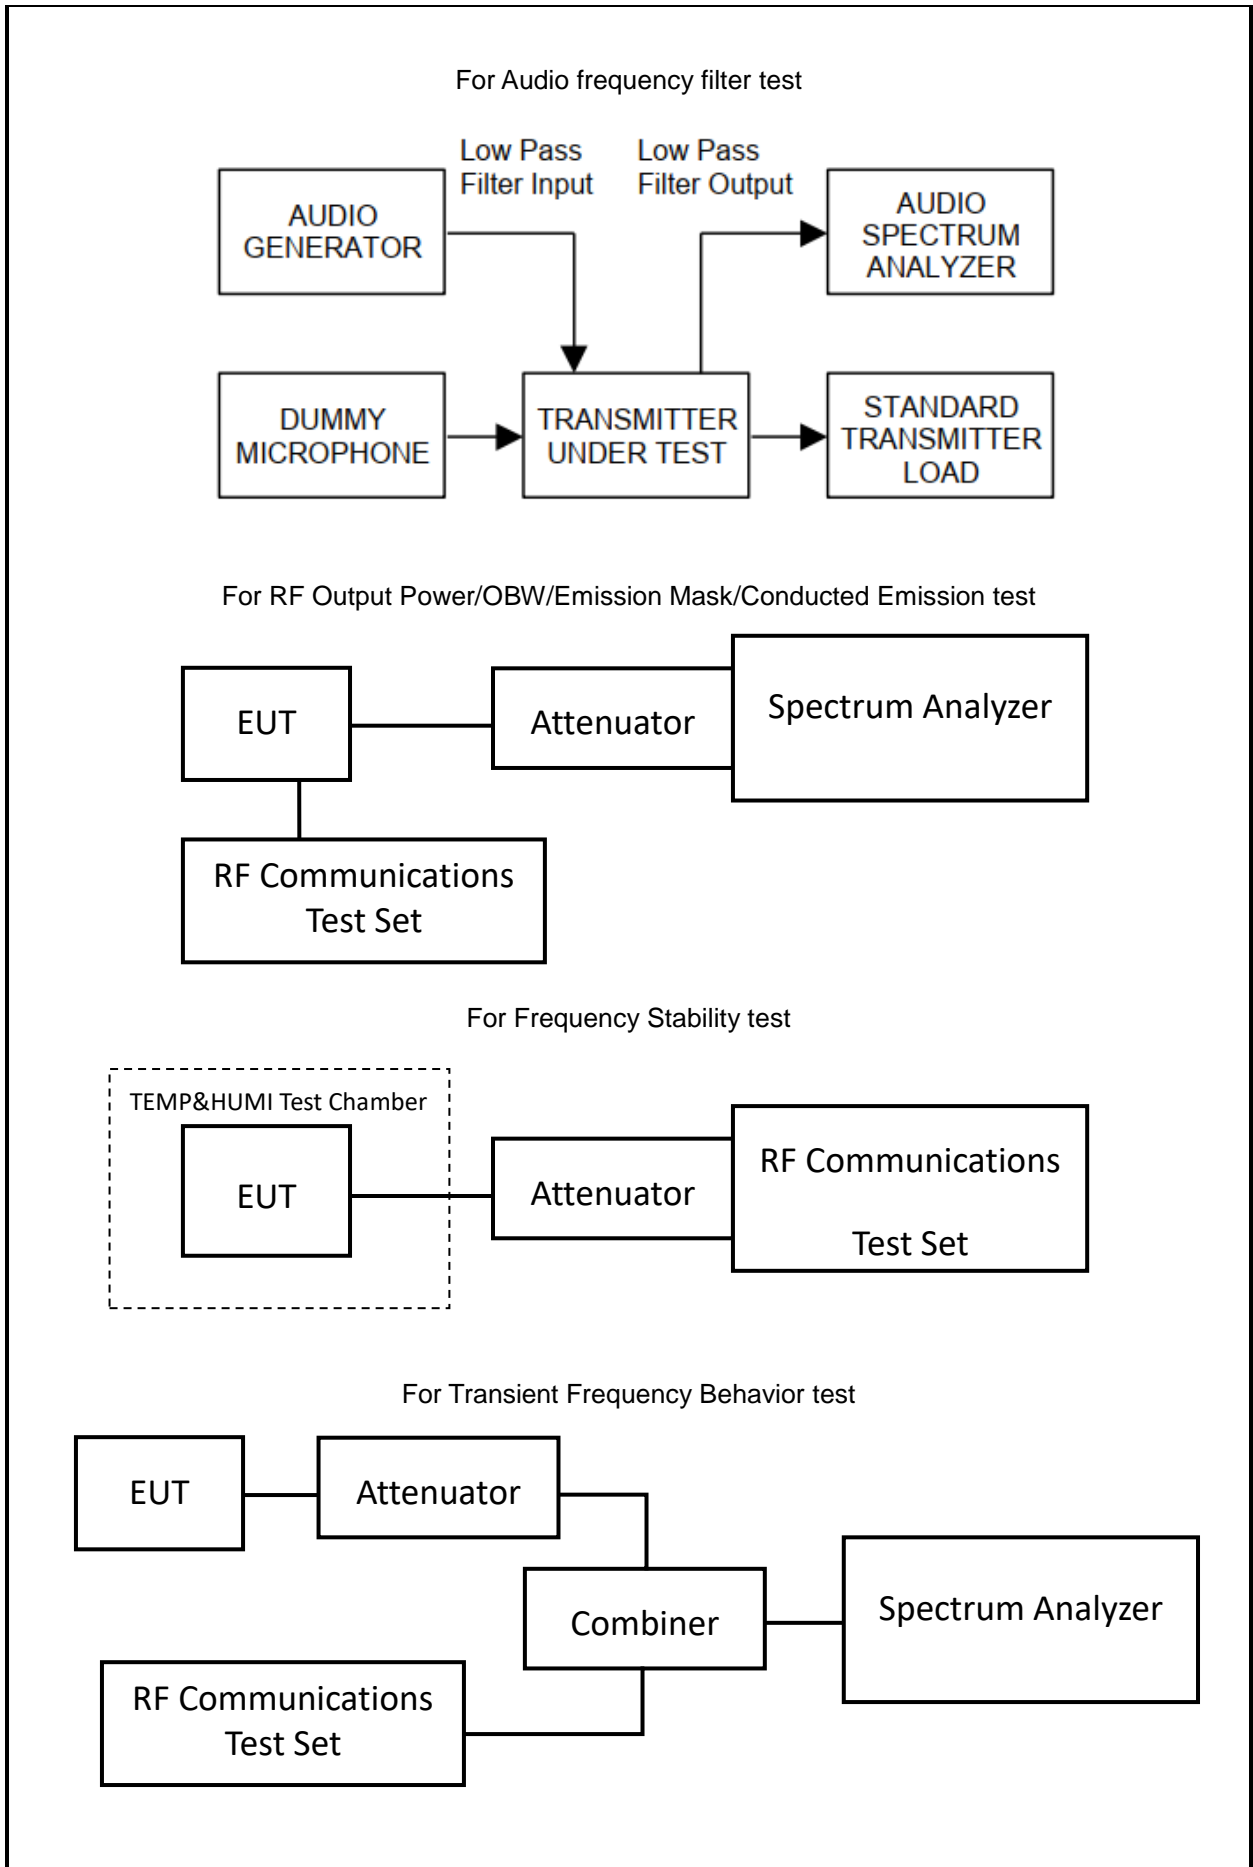 For Audio frequency filter test
Low Pass
Filter Input
Low Pass
Filter Output
AUDIO
GENERATOR
AUDIO
SPECTRUM
ANALYZER
DUMMY
MICROPHONE
TRANSMITTER
UNDER TEST
STANDARD
TRANSMITTER
LOAD
For RF Output Power/OBW/Emission Mask/Conducted Emission test
EUT
Attenuator
Spectrum Analyzer
RF Communications
Test Set
For Frequency Stability test
TEMP&HUMI Test Chamber
EUT
Attenuator
RF Communications
Test Set
For Transient Frequency Behavior test
EUT
Attenuator
Combiner
Spectrum Analyzer
RF Communications
Test Set